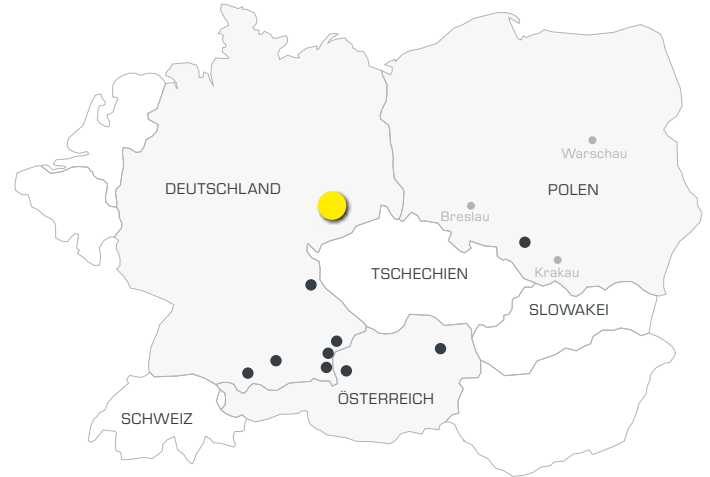 Warschau
DEUTSCHLAND
POLEN
Breslau
TSCHECHIEN
Krakau
SLOWAKEI
ÖSTERREICH
SCHWEIZ